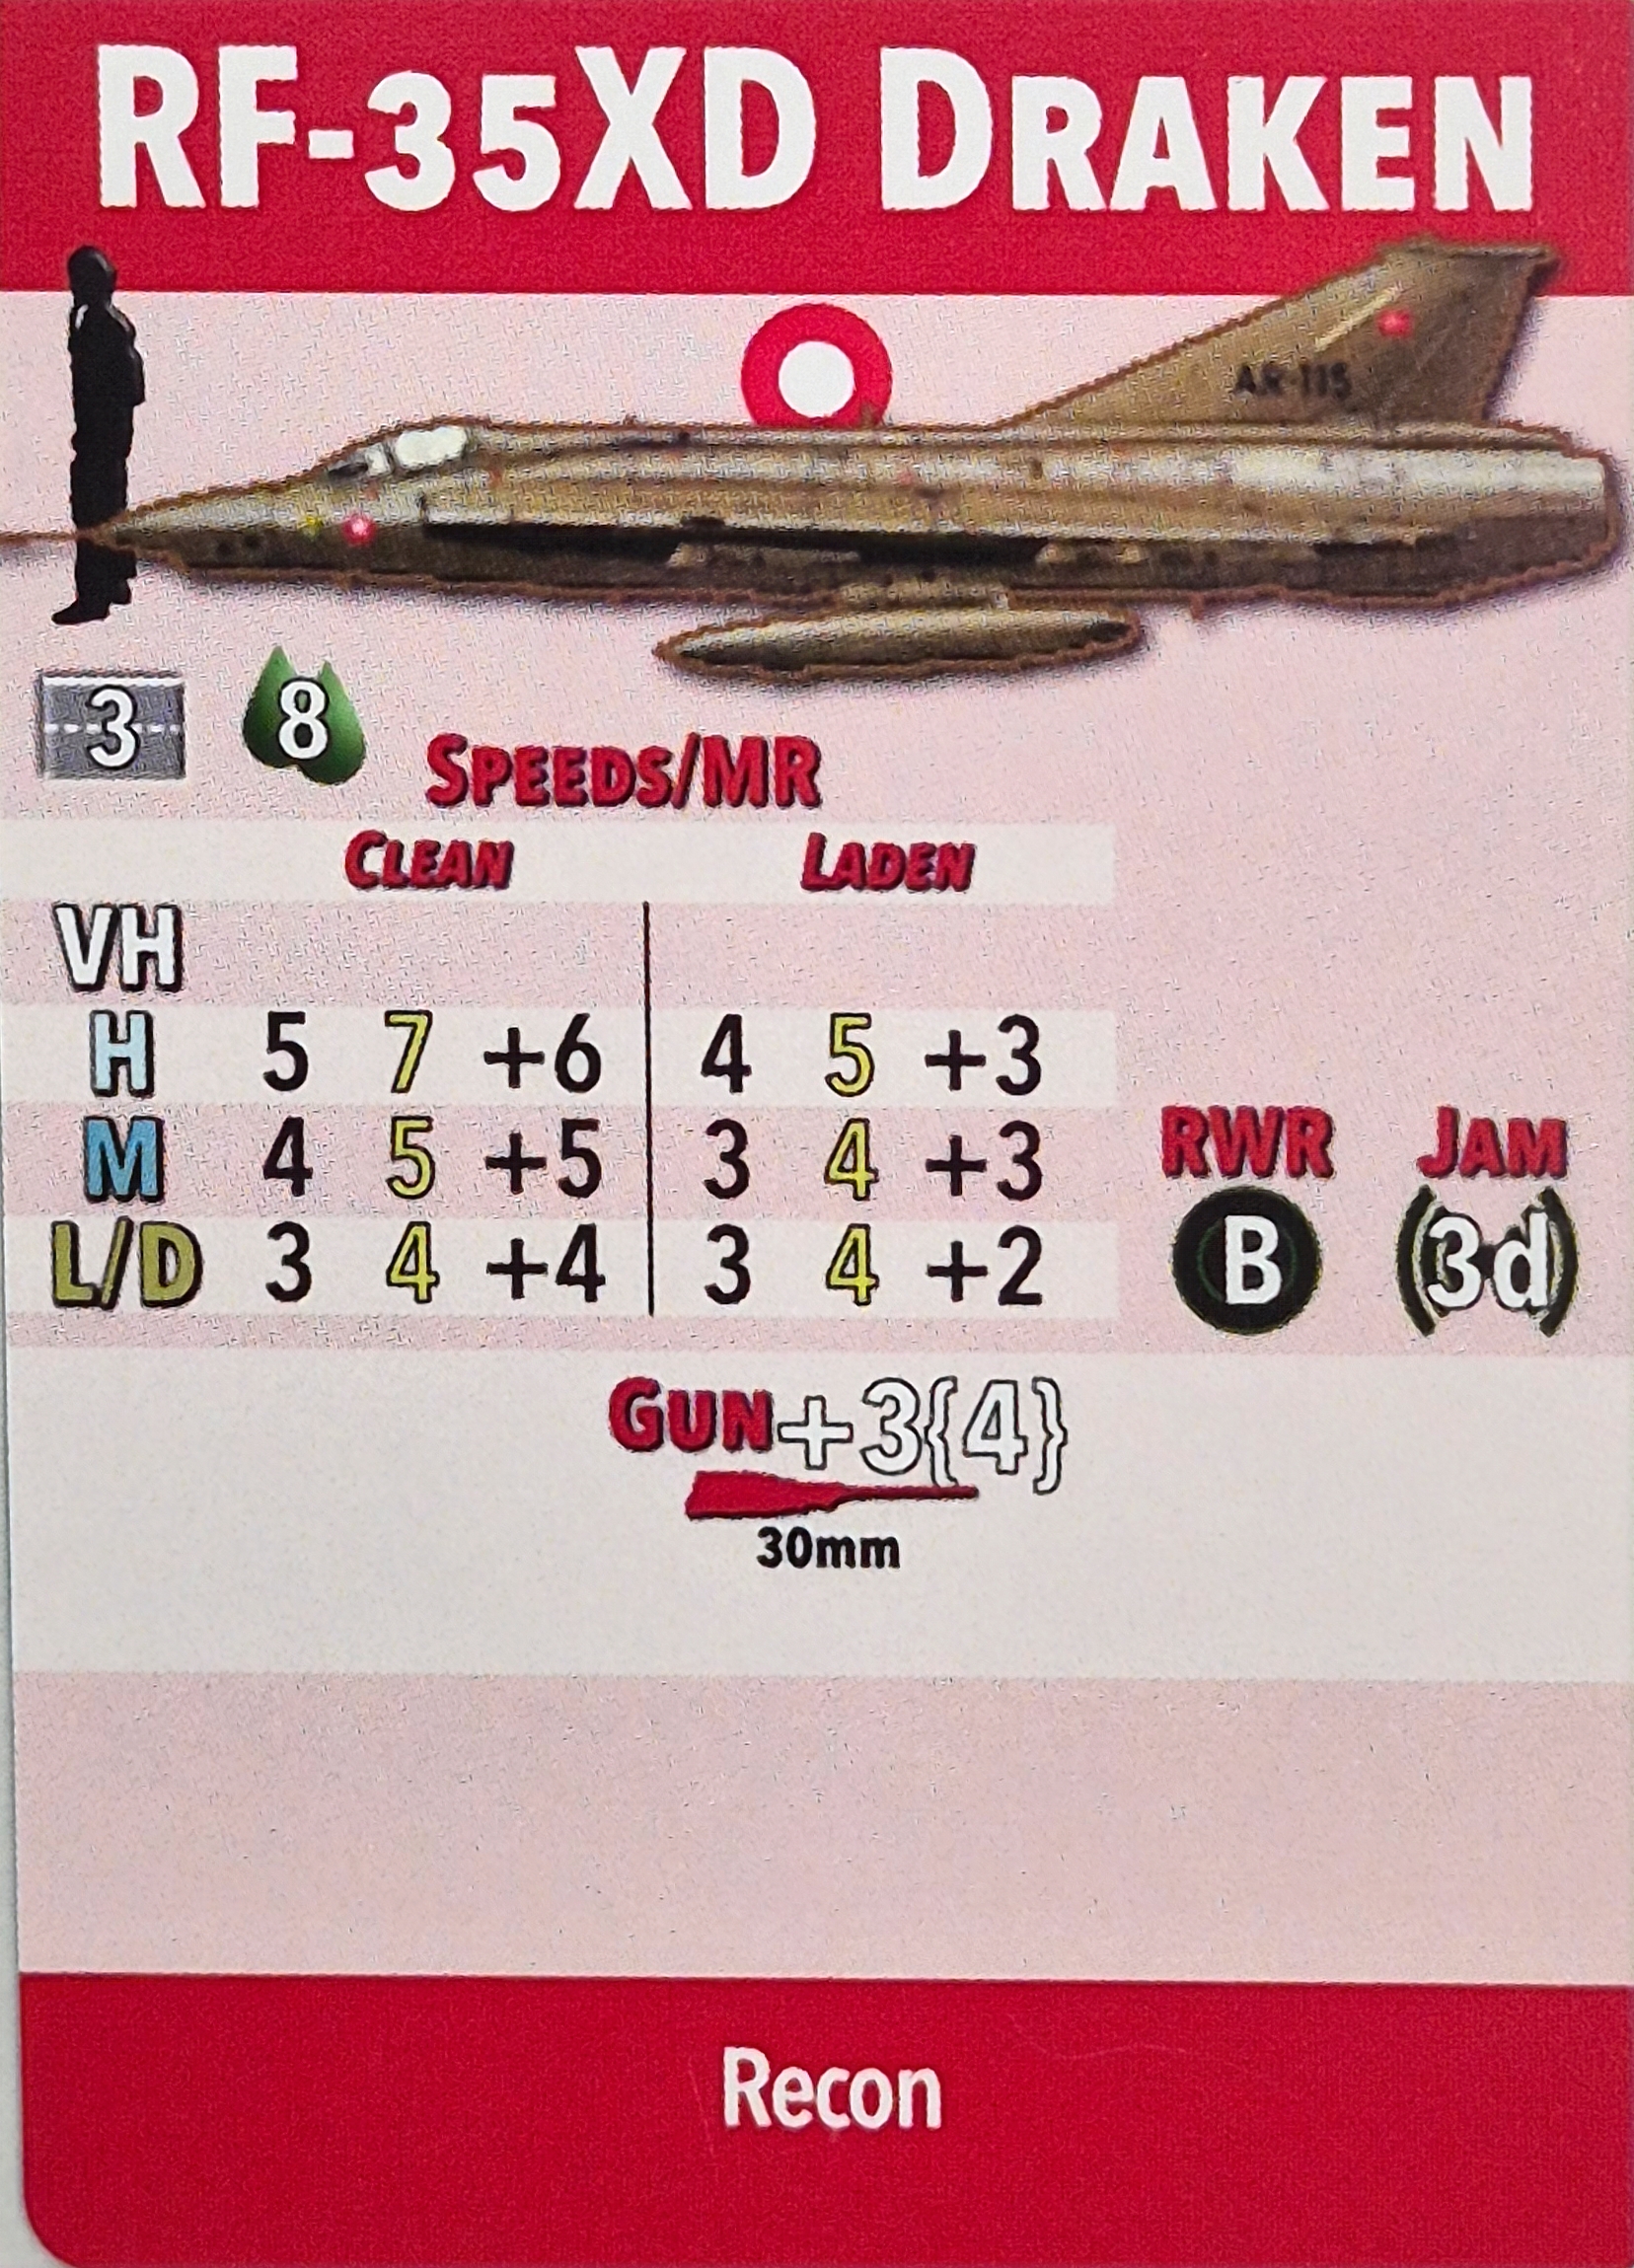 RF-35XD DRAKEN
AR-115
3 8
SPEEDS/MR
CLEAN LADEN
VH
H 5 7 +6 4 5 +3
M 4 5 +5 3 4 +3
L/D 3 4 +4 3 4 +2
RWR JAM
B (3d)
GUN+3{4}
30mm
Recon